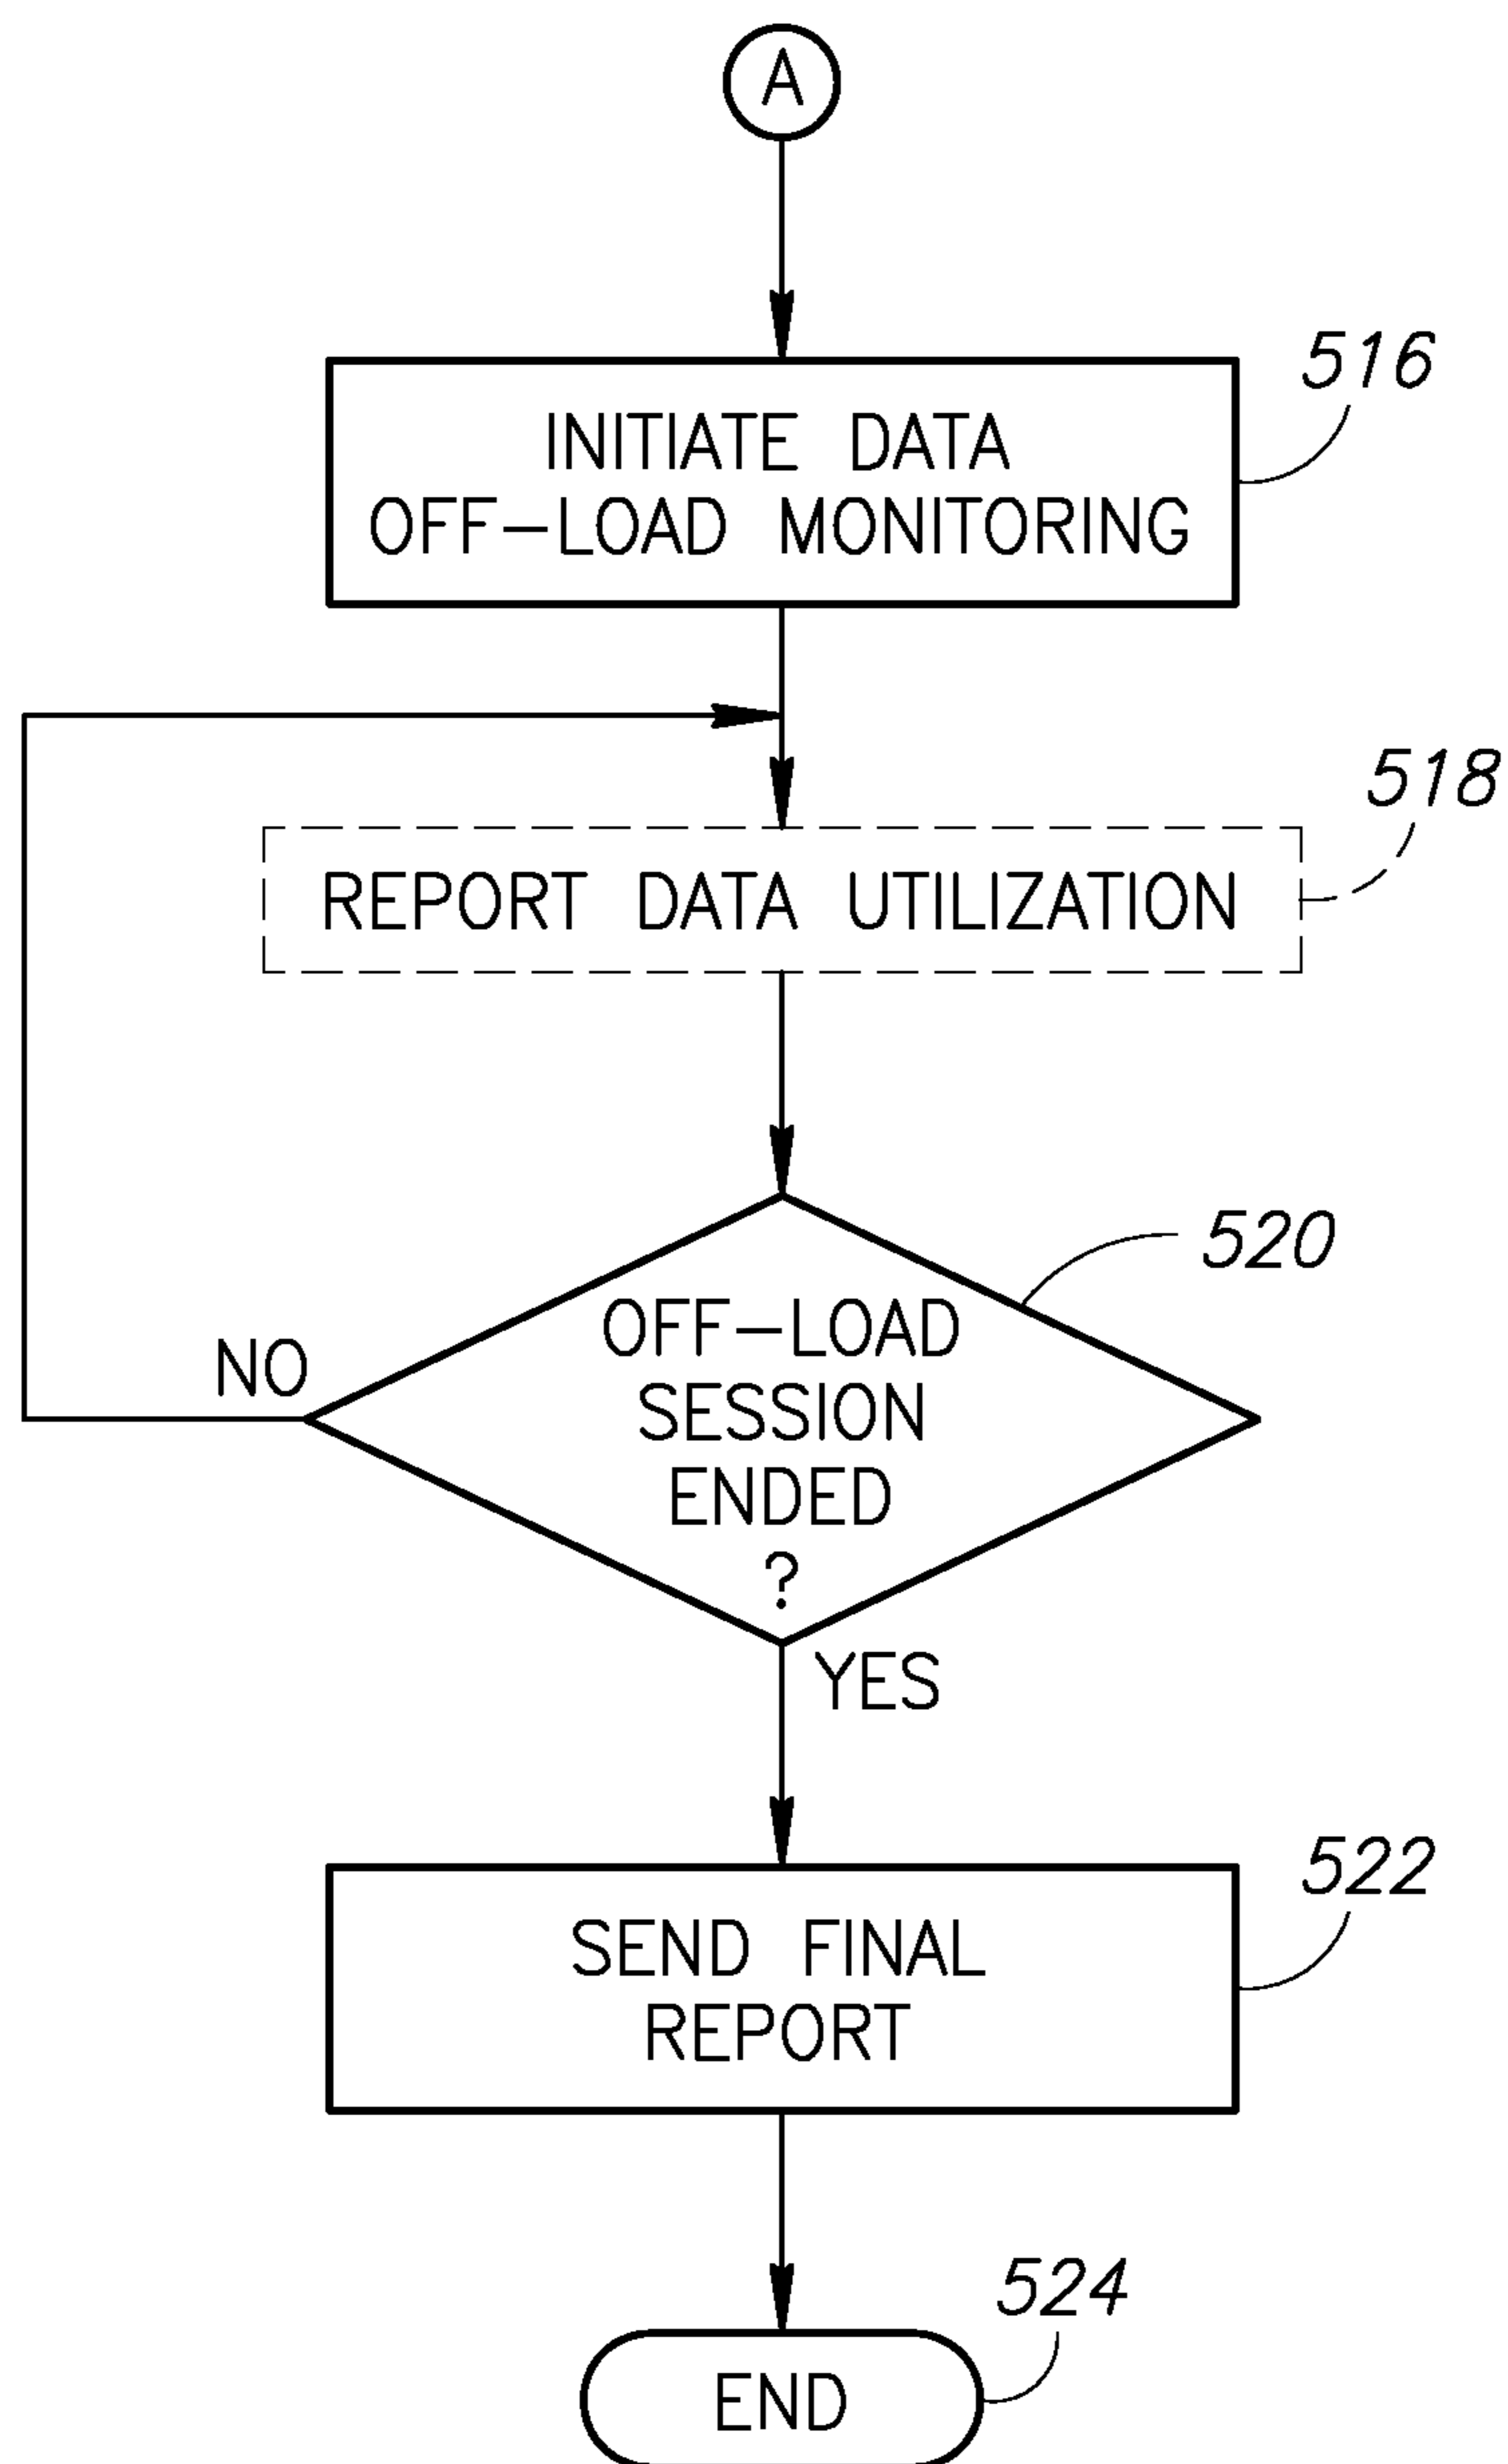 A
516
INITIATE DATA
OFF-LOAD MONITORING
518
REPORT DATA UTILIZATION
520
OFF-LOAD
SESSION
ENDED
?
NO
YES
522
SEND FINAL
REPORT
524
END